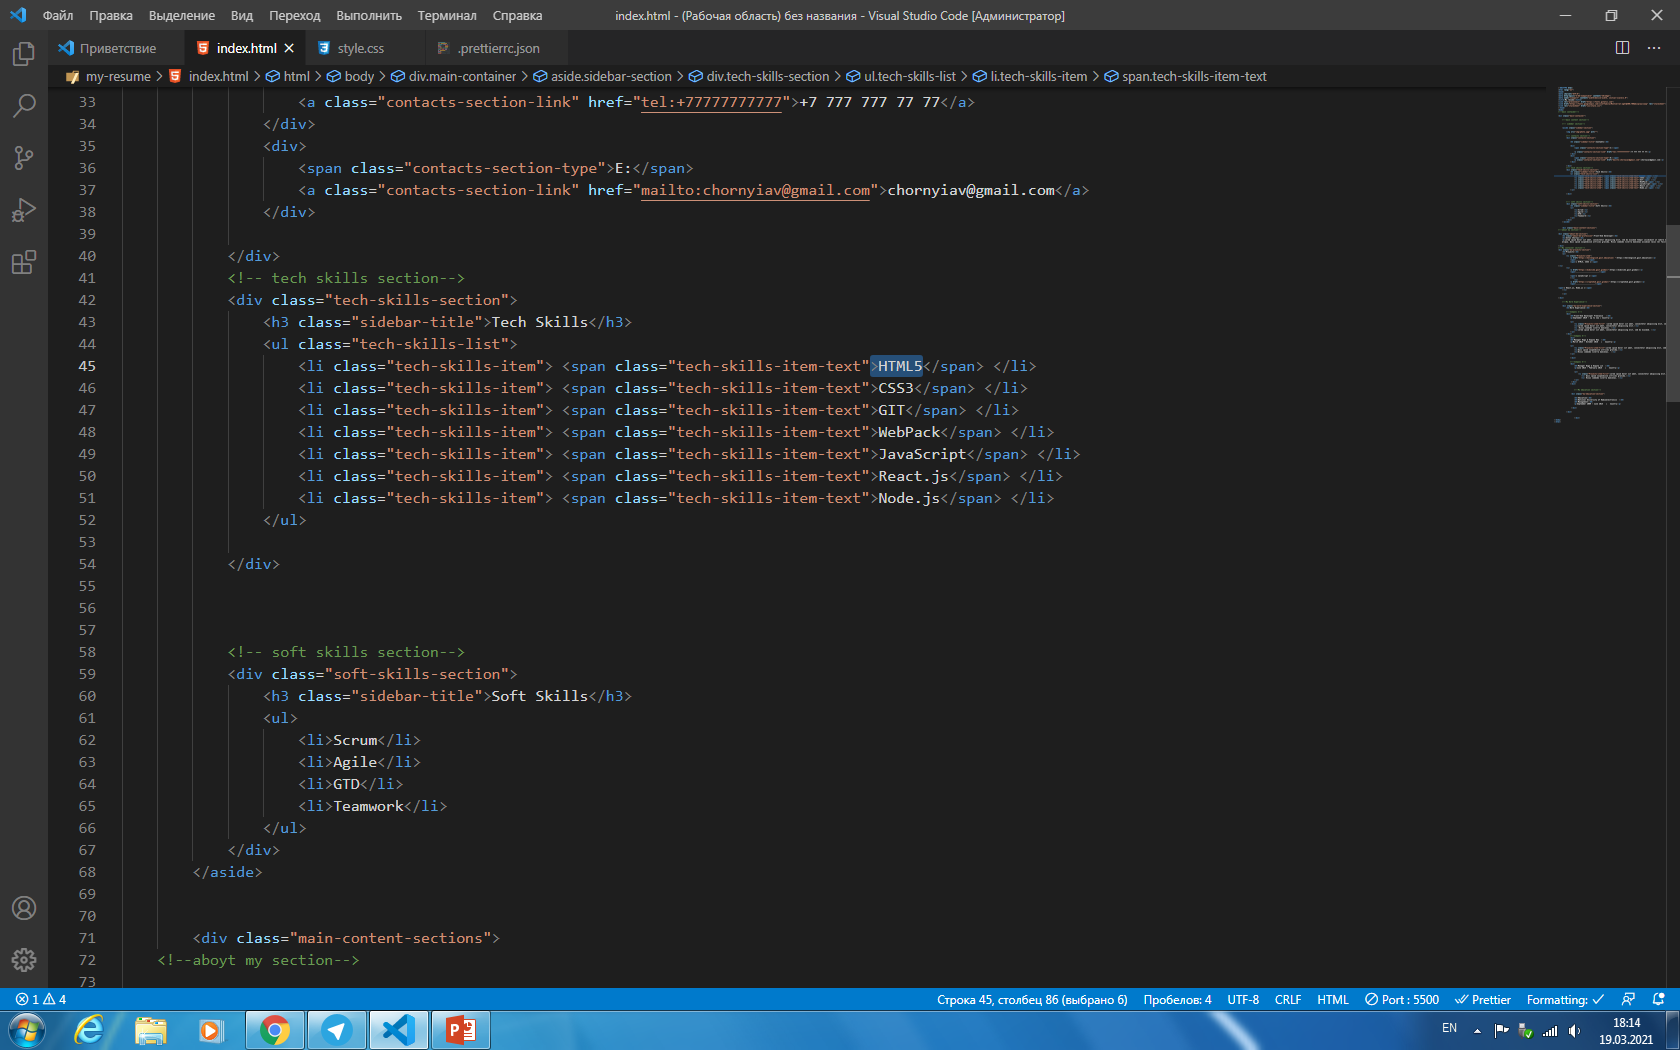 Файл Правка Выделение Вид Переход Выполнить Терминал Справка index.html - (Рабочая область) без названия - Visual Studio Code [Администратор]
Приветствие index.html style.css .prettierrc.json
my-resume > index.html > html > body > div.main-container > aside.sidebar-section > div.tech-skills-section > ul.tech-skills-list > li.tech-skills-item > span.tech-skills-item-text
33 <a class="contacts-section-link" href="tel:+77777777777">+7 777 777 77 77</a>
34 </div>
35 <div>
36 <span class="contacts-section-type">E:</span>
37 <a class="contacts-section-link" href="mailto:chornyiav@gmail.com">chornyiav@gmail.com</a>
38 </div>
39
40 </div>
41 <!-- tech skills section-->
42 <div class="tech-skills-section">
43 <h3 class="sidebar-title">Tech Skills</h3>
44 <ul class="tech-skills-list">
45 <li class="tech-skills-item"> <span class="tech-skills-item-text">HTML5</span> </li>
46 <li class="tech-skills-item"> <span class="tech-skills-item-text">CSS3</span> </li>
47 <li class="tech-skills-item"> <span class="tech-skills-item-text">GIT</span> </li>
48 <li class="tech-skills-item"> <span class="tech-skills-item-text">WebPack</span> </li>
49 <li class="tech-skills-item"> <span class="tech-skills-item-text">JavaScript</span> </li>
50 <li class="tech-skills-item"> <span class="tech-skills-item-text">React.js</span> </li>
51 <li class="tech-skills-item"> <span class="tech-skills-item-text">Node.js</span> </li>
52 </ul>
53
54 </div>
55
56
57
58 <!-- soft skills section-->
59 <div class="soft-skills-section">
60 <h3 class="sidebar-title">Soft Skills</h3>
61 <ul>
62 <li>Scrum</li>
63 <li>Agile</li>
64 <li>GTD</li>
65 <li>Teamwork</li>
66 </ul>
67 </div>
68 </aside>
69
70
71 <div class="main-content-sections">
72 <!--aboyt my section-->
73
1 4 Строка 45, столбец 86 (выбрано 6) Пробелов: 4 UTF-8 CRLF HTML Port : 5500 Prettier Formatting:
EN 18:14
19.03.2021